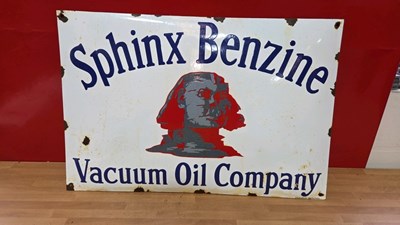 Sphinx Benzine
Vacuum Oil Company